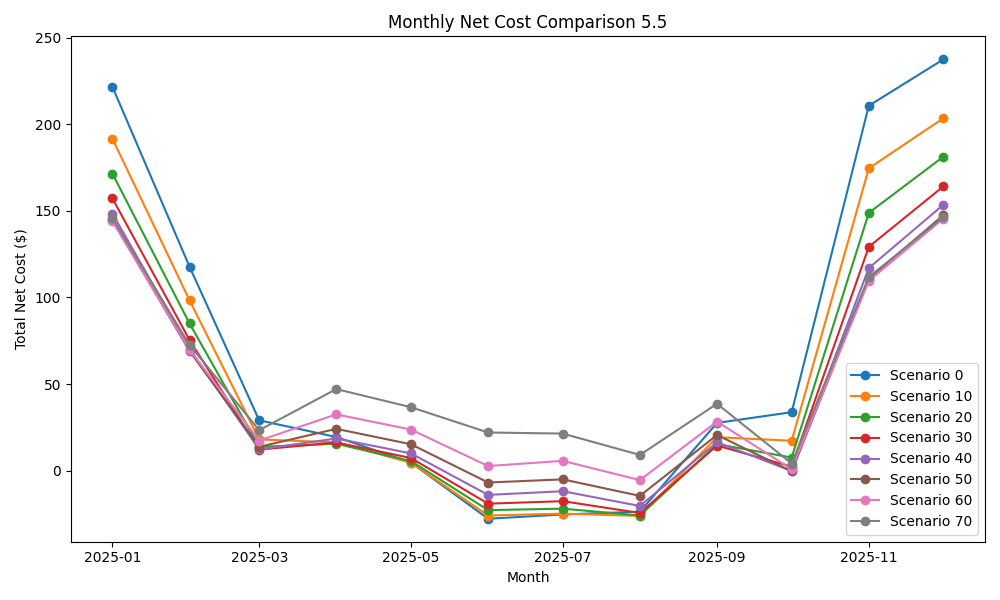 Monthly Net Cost Comparison 5.5
Total Net Cost ($)
250
200
150
100
50
0
2025-01
2025-03
2025-05
2025-07
2025-09
2025-11
Month
Scenario 0
Scenario 10
Scenario 20
Scenario 30
Scenario 40
Scenario 50
Scenario 60
Scenario 70